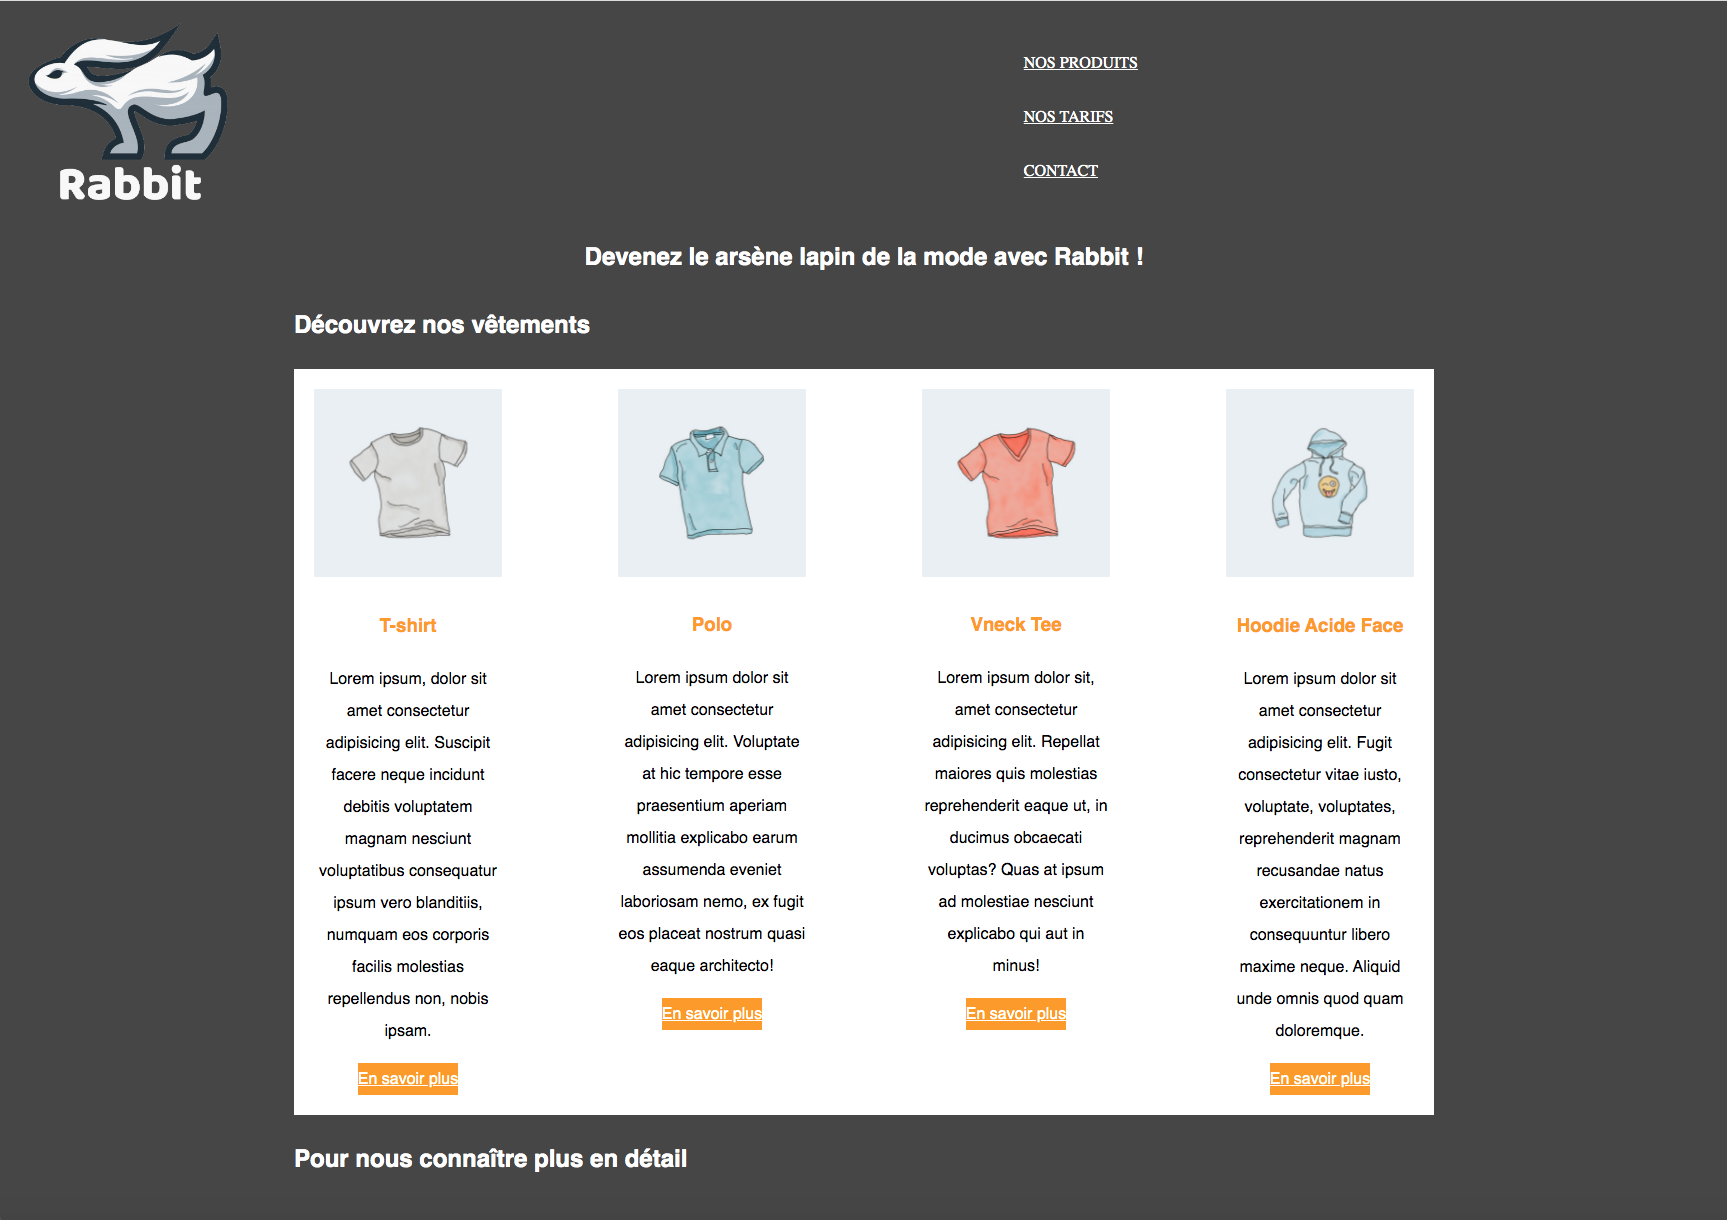 Rabbit
NOS PRODUITS
NOS TARIFS
CONTACT
Devenez le arsène lapin de la mode avec Rabbit !
Découvrez nos vêtements
T-shirt
Lorem ipsum, dolor sit
amet consectetur
adipisicing elit. Suscipit
facere neque incidunt
debitis voluptatem
magnam nesciunt
voluptatibus consequatur
ipsum vero blanditiis,
numquam eos corporis
facilis molestias
repellendus non, nobis
ipsam.
En savoir plus
Polo
Lorem ipsum dolor sit
amet consectetur
adipisicing elit. Voluptate
at hic tempore esse
praesentium aperiam
mollitia explicabo earum
assumenda eveniet
laboriosam nemo, ex fugit
eos placeat nostrum quasi
eaque architecto!
En savoir plus
Vneck Tee
Lorem ipsum dolor sit,
amet consectetur
adipisicing elit. Repellat
maiores quis molestias
reprehenderit eaque ut, in
ducimus obcaecati
voluptas? Quas at ipsum
ad molestiae nesciunt
explicabo qui aut in
minus!
En savoir plus
Hoodie Acide Face
Lorem ipsum dolor sit
amet consectetur
adipisicing elit. Fugit
consectetur vitae iusto,
voluptate, voluptates,
reprehenderit magnam
recusandae natus
exercitationem in
consequuntur libero
maxime neque. Aliquid
unde omnis quod quam
doloremque.
En savoir plus
Pour nous connaître plus en détail